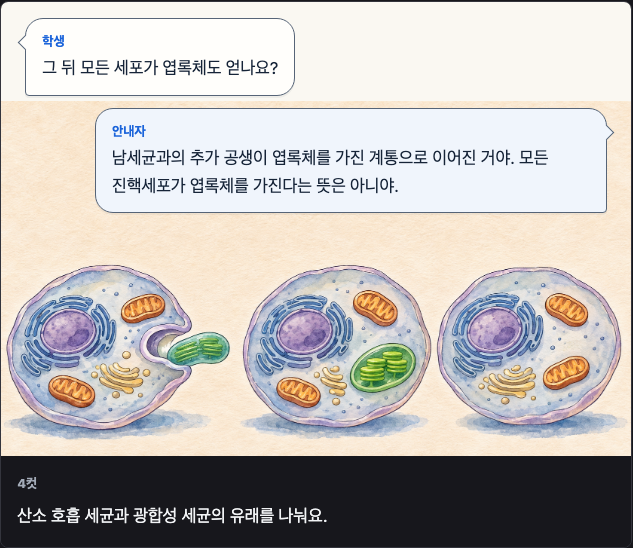 학생
그 뒤 모든 세포가 엽록체도 얻나요?
안내자
남세균과의 추가 공생이 엽록체를 가진 계통으로 이어진 거야. 모든
진핵세포가 엽록체를 가진다는 뜻은 아니야.
4컷
산소 호흡 세균과 광합성 세균의 유래를 나눠요.